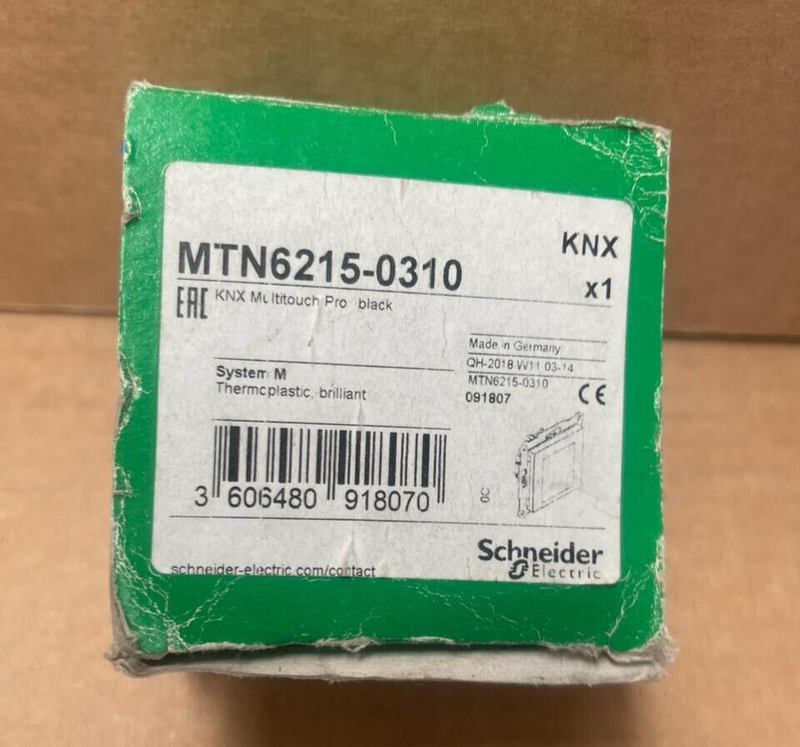 KNX
MTN6215-0310
x1
EAC
KNX Multitouch Pro black
Made in Germany
QH-2018 W11 03-14
System M
MTN6215-0310
Thermoplastic, brilliant
091807
CE
3 606480 918070
Schneider
Electric
schneider-electric.com/contact